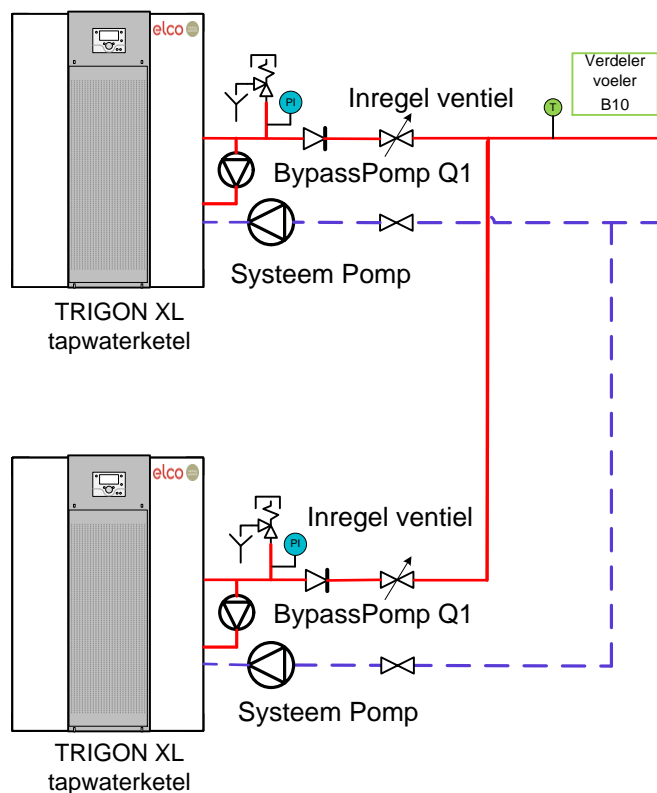 elco
PI
Inregel ventiel
T
Verdeler
voeler
B10
BypassPomp Q1
Systeem Pomp
TRIGON XL
tapwaterketel
elco
PI
Inregel ventiel
BypassPomp Q1
Systeem Pomp
TRIGON XL
tapwaterketel